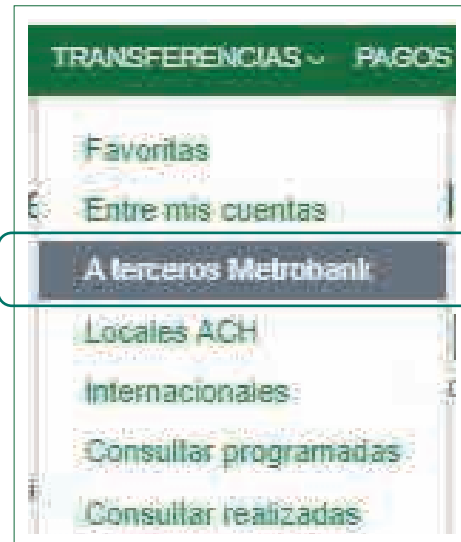 TRANSFERENCIAS PAGOS
Favoritas
Entre mis cuentas
A terceros Metrobank
Locales ACH
Internacionales
Consultar programadas
Consultar realizadas